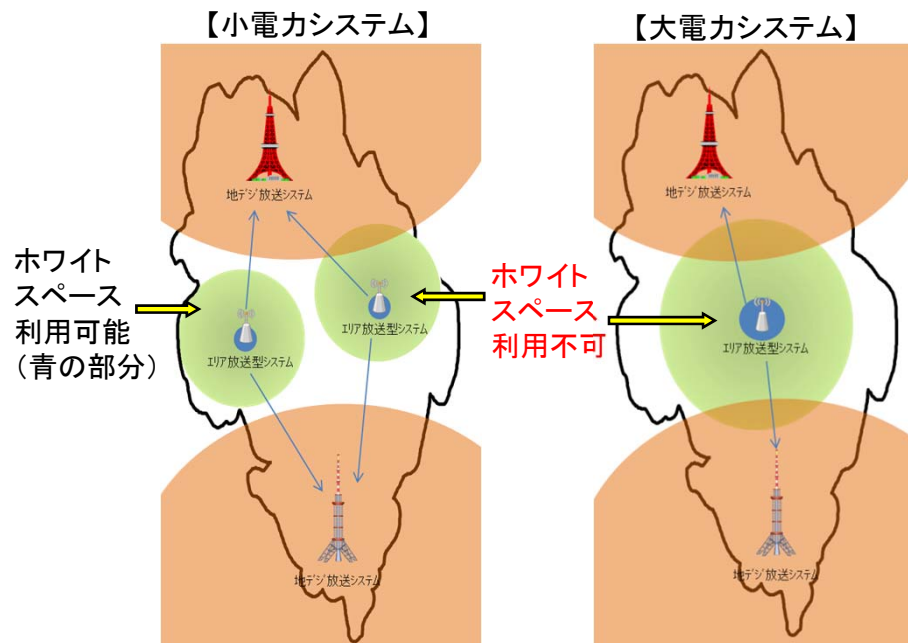 【小電力システム】
【大電力システム】
地デジ放送システム
地デジ放送システム
ホワイト
スペース
利用可能
(青の部分)
エリア放送型システム
エリア放送型システム
ホワイト
スペース
利用不可
エリア放送型システム
地デジ放送システム
地デジ放送システム